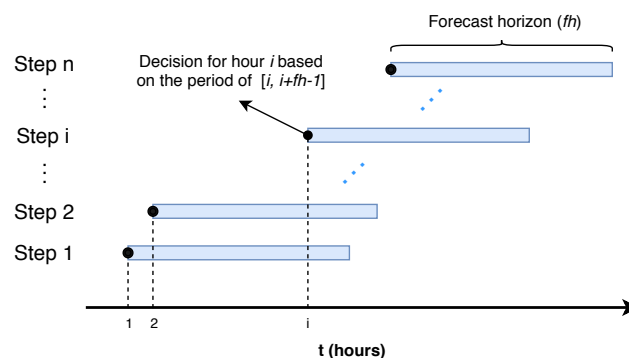 Forecast horizon (fh)
Step n
Decision for hour i based
on the period of [i, i+fh-1]
Step i
Step 2
Step 1
1 2 i
t (hours)